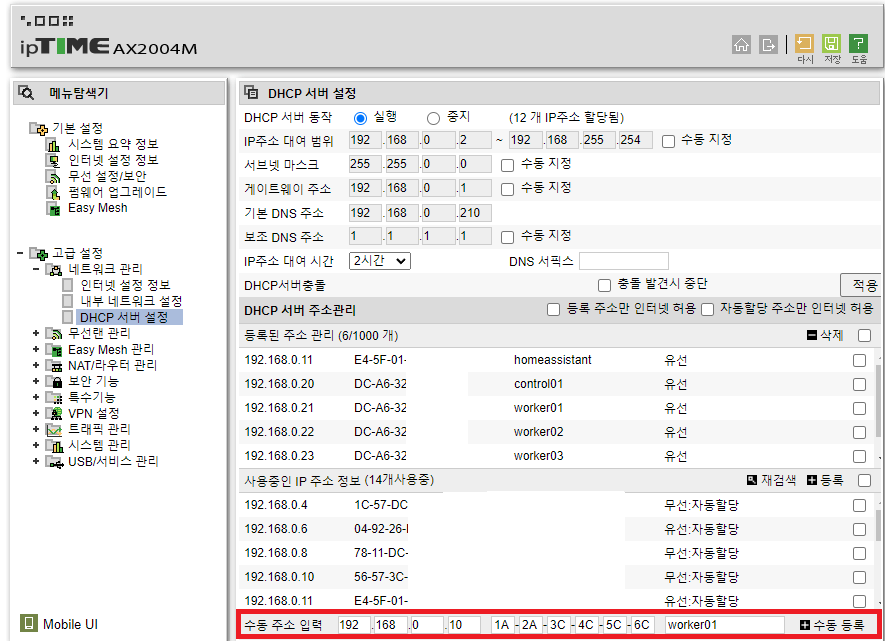 ipTIME AX2004M
다시 저장 도움
메뉴탐색기
기본 설정
시스템 요약 정보
인터넷 설정 정보
무선 설정/보안
펌웨어 업그레이드
Easy Mesh
고급 설정
네트워크 관리
인터넷 설정 정보
내부 네트워크 설정
DHCP 서버 설정
무선랜 관리
Easy Mesh 관리
NAT/라우터 관리
보안 기능
특수기능
VPN 설정
트래픽 관리
시스템 관리
USB/서비스 관리
Mobile UI
DHCP 서버 설정
DHCP 서버 동작 실행 중지 (12 개 IP주소 할당됨)
IP주소 대여 범위 192 .168 .0 .2 ~ 192 .168 .255 .254 수동 지정
서브넷 마스크 255 .255 .0 .0 수동 지정
게이트웨이 주소 192 .168 .0 .1 수동 지정
기본 DNS 주소 192 .168 .0 .210
보조 DNS 주소 1 .1 .1 .1 수동 지정
IP주소 대여 시간 2시간 DNS 서픽스
DHCP서버충돌 충돌 발견시 중단 적용
DHCP 서버 주소관리 등록 주소만 인터넷 허용 자동할당 주소만 인터넷 허용
등록된 주소 관리 (6/1000 개) 삭제
192.168.0.11 E4-5F-01- homeassistant 유선
192.168.0.20 DC-A6-32 control01 유선
192.168.0.21 DC-A6-32 worker01 유선
192.168.0.22 DC-A6-32 worker02 유선
192.168.0.23 DC-A6-32 worker03 유선
사용중인 IP 주소 정보 (14개사용중) 재검색 등록
192.168.0.4 1C-57-DC 무선:자동할당
192.168.0.6 04-92-26- 유선:자동할당
192.168.0.8 78-11-DC- 무선:자동할당
192.168.0.10 56-57-3C- 유선:자동할당
192.168.0.11 E4-5F-01- 유선:자동할당
수동 주소 입력 192 .168 .0 .10 1A -2A -3C -4C -5C -6C worker01 수동 등록